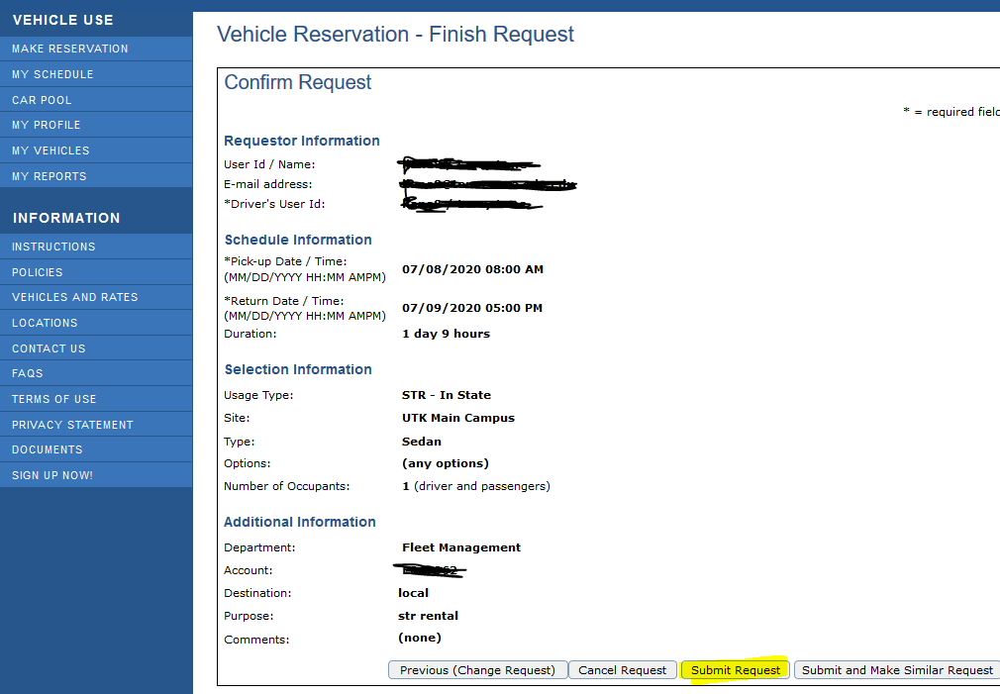 VEHICLE USE
MAKE RESERVATION
MY SCHEDULE
CAR POOL
MY PROFILE
MY VEHICLES
MY REPORTS
INFORMATION
INSTRUCTIONS
POLICIES
VEHICLES AND RATES
LOCATIONS
CONTACT US
FAQS
TERMS OF USE
PRIVACY STATEMENT
DOCUMENTS
SIGN UP NOW!
Vehicle Reservation - Finish Request
Confirm Request
* = required field
Requestor Information
User Id / Name:
E-mail address:
*Driver's User Id:
Schedule Information
*Pick-up Date / Time:
(MM/DD/YYYY HH:MM AMPM) 07/08/2020 08:00 AM
*Return Date / Time:
(MM/DD/YYYY HH:MM AMPM) 07/09/2020 05:00 PM
Duration: 1 day 9 hours
Selection Information
Usage Type: STR - In State
Site: UTK Main Campus
Type: Sedan
Options: (any options)
Number of Occupants: 1 (driver and passengers)
Additional Information
Department: Fleet Management
Account:
Destination: local
Purpose: str rental
Comments: (none)
Previous (Change Request) Cancel Request Submit Request Submit and Make Similar Request